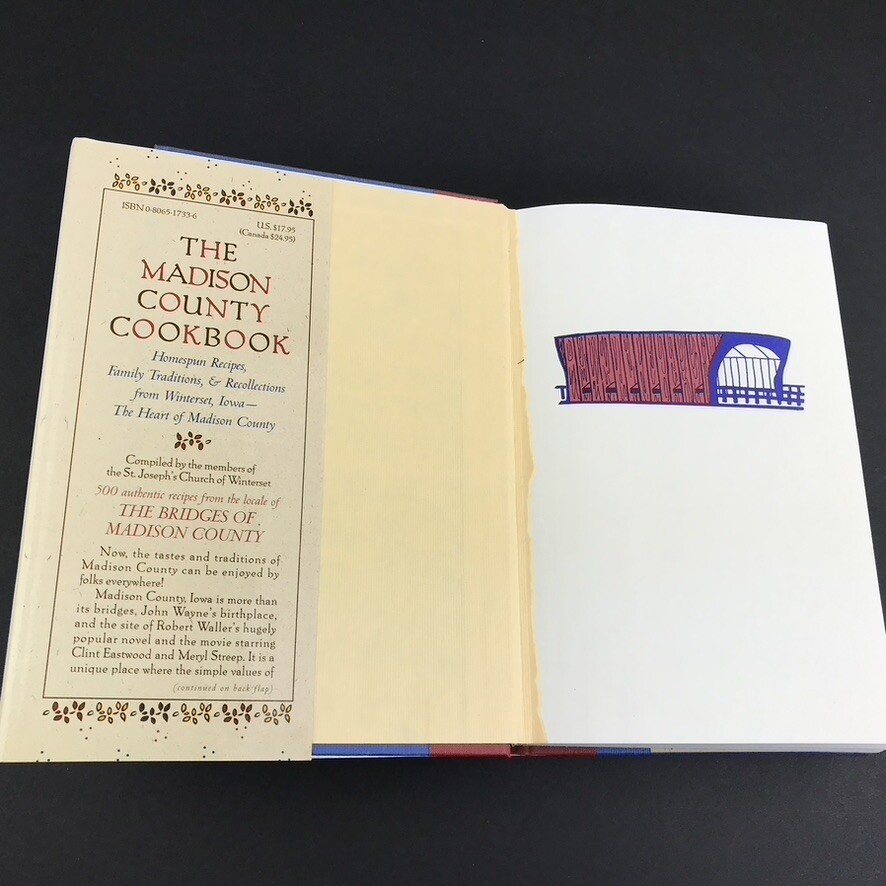 ISBN 0-8065-1733-6
U.S. $17.95
(Canada $24.95)
THE
MADISON
COUNTY
COOKBOOK
Homespun Recipes,
Family Traditions, & Recollections
from Winterset, Iowa—
The Heart of Madison County
Compiled by the members of
the St. Joseph's Church of Winterset
500 authentic recipes from the locale of
THE BRIDGES OF
MADISON COUNTY
Now, the tastes and traditions of
Madison County can be enjoyed by
folks everywhere!
Madison County, Iowa is more than
its bridges, John Wayne's birthplace,
and the site of Robert Waller's hugely
popular novel and the movie starring
Clint Eastwood and Meryl Streep. It is a
unique place where the simple values of
(continued on back flap)